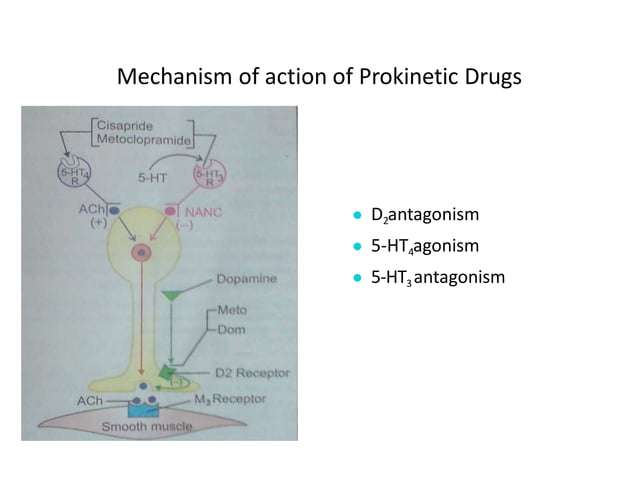 Mechanism of action of Prokinetic Drugs
Cisapride
Metoclopramide
5-HT4
R
5-HT
5-HT3
R
ACh
(+)
NANC
(−)
Dopamine
Meto
Dom
D2 Receptor
(−)
ACh
M3 Receptor
Smooth muscle
D2antagonism
5-HT4agonism
5-HT3 antagonism